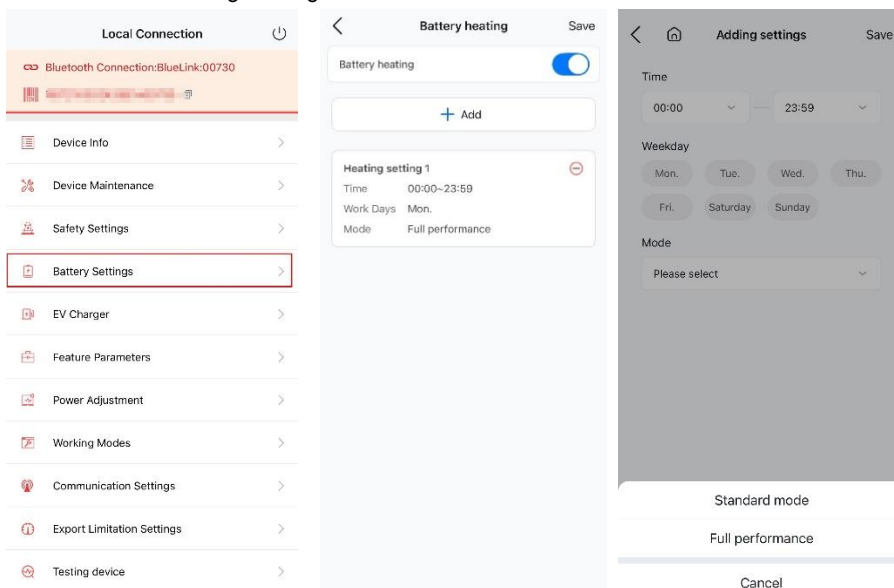 Local Connection
Bluetooth Connection:BlueLink:00730
Device Info
Device Maintenance
Safety Settings
Battery Settings
EV Charger
Feature Parameters
Power Adjustment
Working Modes
Communication Settings
Export Limitation Settings
Testing device
Battery heating
Save
Battery heating
+ Add
Heating setting 1
Time 00:00~23:59
Work Days Mon.
Mode Full performance
Adding settings
Save
Time
00:00 — 23:59
Weekday
Mon. Tue. Wed. Thu.
Fri. Saturday Sunday
Mode
Please select
Standard mode
Full performance
Cancel